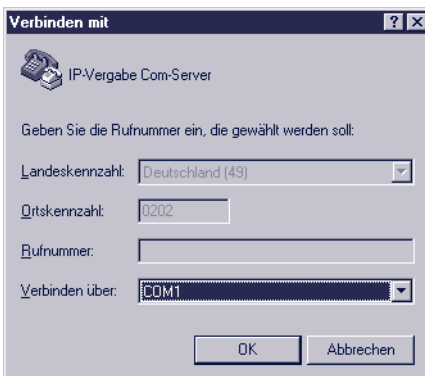 Verbinden mit
IP-Vergabe Com-Server
Geben Sie die Rufnummer ein, die gewählt werden soll:
Landeskennzahl: Deutschland (49)
Ortskennzahl: 0202
Rufnummer:
Verbinden über: COM1
OK Abbrechen